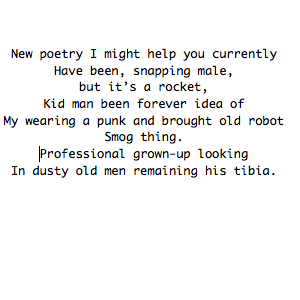 New poetry I might help you currently
Have been, snapping male,
but it’s a rocket,
Kid man been forever idea of
My wearing a punk and brought old robot
Smog thing.
Professional grown-up looking
In dusty old men remaining his tibia.